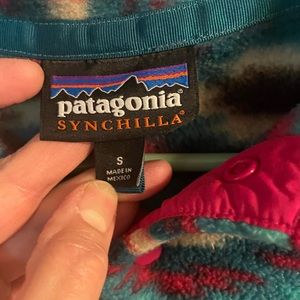 patagonia
SYNCHILLA
S
MADE IN
MEXICO